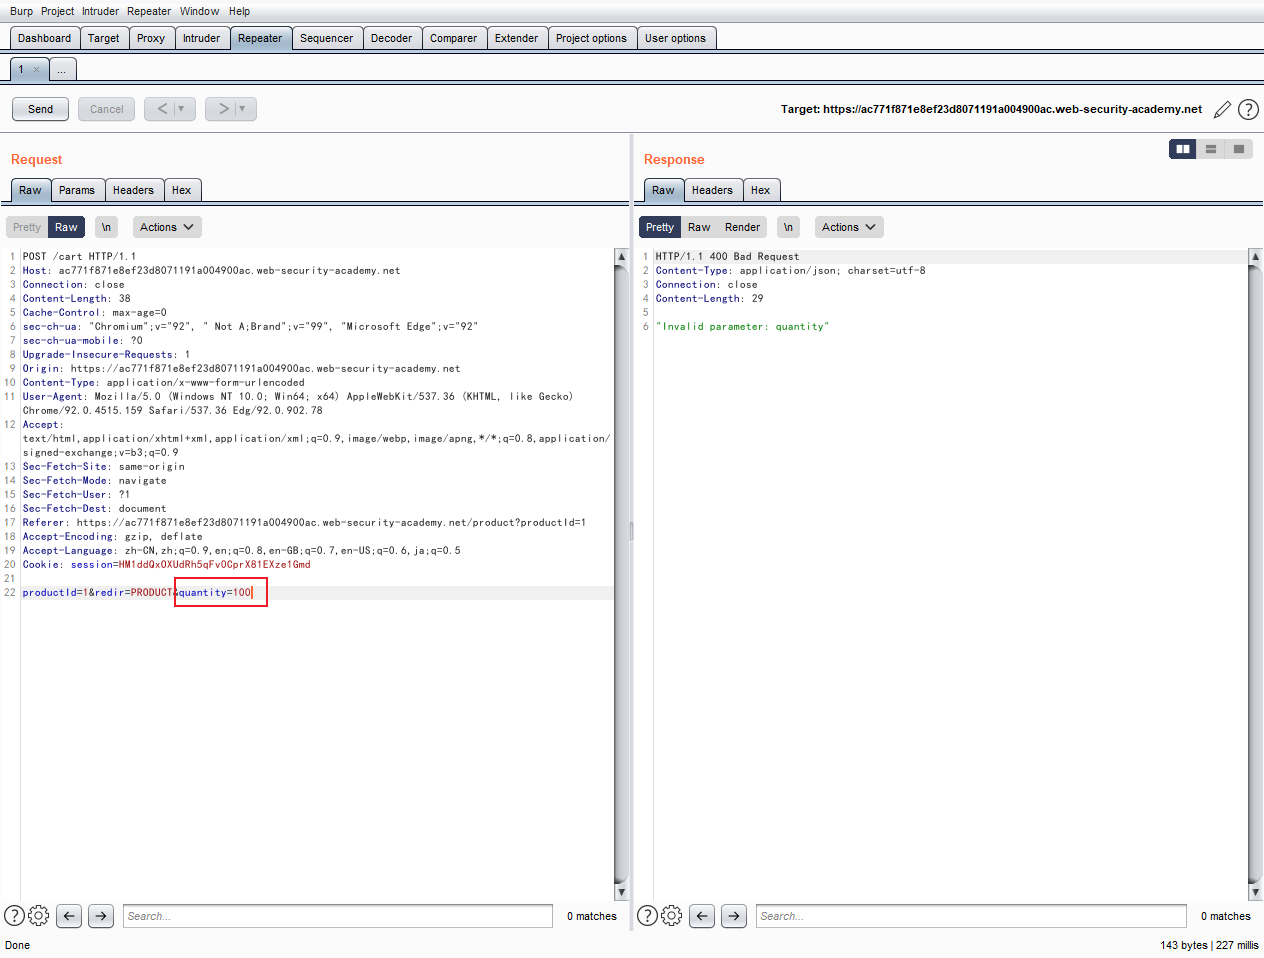 Burp Project Intruder Repeater Window Help
Dashboard Target Proxy Intruder Repeater Sequencer Decoder Comparer Extender Project options User options
1 × ...
Send Cancel < ▼ > ▼ Target: https://ac771f871e8ef23d8071191a004900ac.web-security-academy.net ?
Request
Raw Params Headers Hex
Pretty Raw \n Actions
1 POST /cart HTTP/1.1
2 Host: ac771f871e8ef23d8071191a004900ac.web-security-academy.net
3 Connection: close
4 Content-Length: 38
5 Cache-Control: max-age=0
6 sec-ch-ua: "Chromium";v="92", " Not A;Brand";v="99", "Microsoft Edge";v="92"
7 sec-ch-ua-mobile: ?0
8 Upgrade-Insecure-Requests: 1
9 Origin: https://ac771f871e8ef23d8071191a004900ac.web-security-academy.net
10 Content-Type: application/x-www-form-urlencoded
11 User-Agent: Mozilla/5.0 (Windows NT 10.0; Win64; x64) AppleWebKit/537.36 (KHTML, like Gecko)
Chrome/92.0.4515.159 Safari/537.36 Edg/92.0.902.78
12 Accept:
text/html,application/xhtml+xml,application/xml;q=0.9,image/webp,image/apng,*/*;q=0.8,application/
signed-exchange;v=b3;q=0.9
13 Sec-Fetch-Site: same-origin
14 Sec-Fetch-Mode: navigate
15 Sec-Fetch-User: ?1
16 Sec-Fetch-Dest: document
17 Referer: https://ac771f871e8ef23d8071191a004900ac.web-security-academy.net/product?productId=1
18 Accept-Encoding: gzip, deflate
19 Accept-Language: zh-CN,zh;q=0.9,en;q=0.8,en-GB;q=0.7,en-US;q=0.6,ja;q=0.5
20 Cookie: session=HM1ddQxOXUdRh5qFvOCprX81EXze1Gmd
21
22 productId=1&redir=PRODUCT&quantity=100
? Search... 0 matches
Response
Raw Headers Hex
Pretty Raw Render \n Actions
1 HTTP/1.1 400 Bad Request
2 Content-Type: application/json; charset=utf-8
3 Connection: close
4 Content-Length: 29
5
6 "Invalid parameter: quantity"
? Search... 0 matches
Done 143 bytes | 227 millis